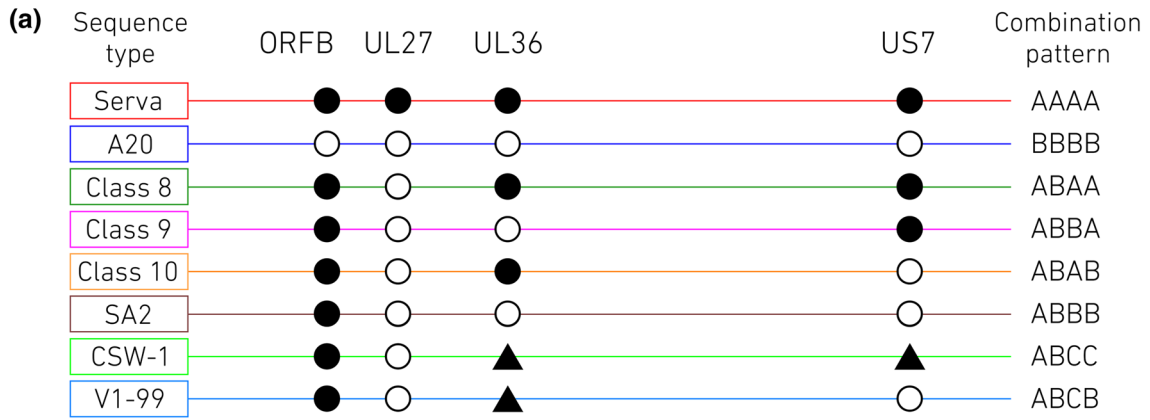 (a)
Sequence type
ORFB UL27 UL36 US7
Combination pattern
Serva AAAA
A20 BBBB
Class 8 ABAA
Class 9 ABBA
Class 10 ABAB
SA2 ABBB
CSW-1 ABCC
V1-99 ABCB